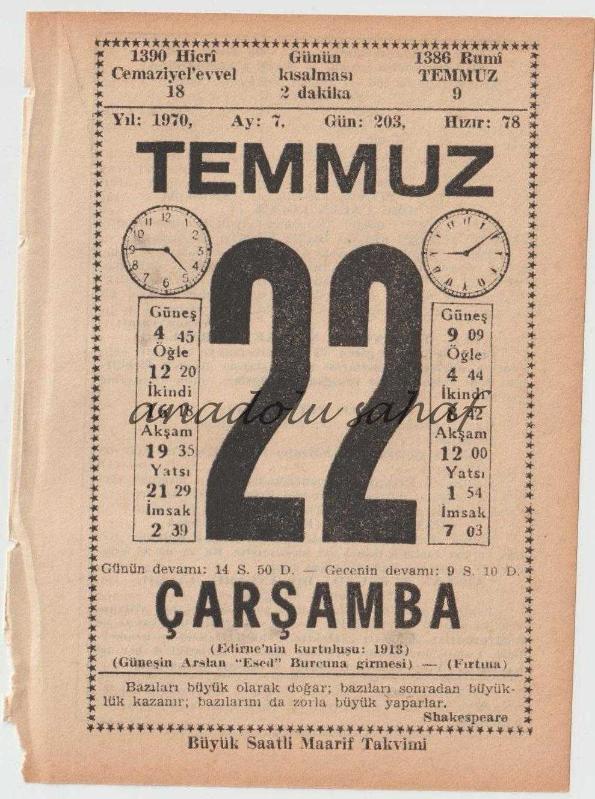 1390 Hicrî Günün 1386 Rumî
Cemaziyel'evvel kısalması TEMMUZ
18 2 dakika 9
Yıl: 1970, Ay: 7, Gün: 203, Hızır: 78
TEMMUZ
22
Güneş
4 45
Öğle
12 20
İkindi
Akşam
19 35
Yatsı
21 29
İmsak
2 39
Güneş
9 09
Öğle
4 44
İkindi
42
Akşam
12 00
Yatsı
1 54
İmsak
7 03
anadolu sahaf
Günün devamı: 14 S. 50 D. — Gecenin devamı: 9 S. 10 D.
ÇARŞAMBA
(Edirne'nin kurtuluşu: 1913)
(Güneşin Arslan "Esed" Burcuna girmesi) — (Fırtına)
Bazıları büyük olarak doğar; bazıları sonradan büyük-
lük kazanır; bazılarını da zorla büyük yaparlar.
Shakespeare
Büyük Saatli Maarif Takvimi